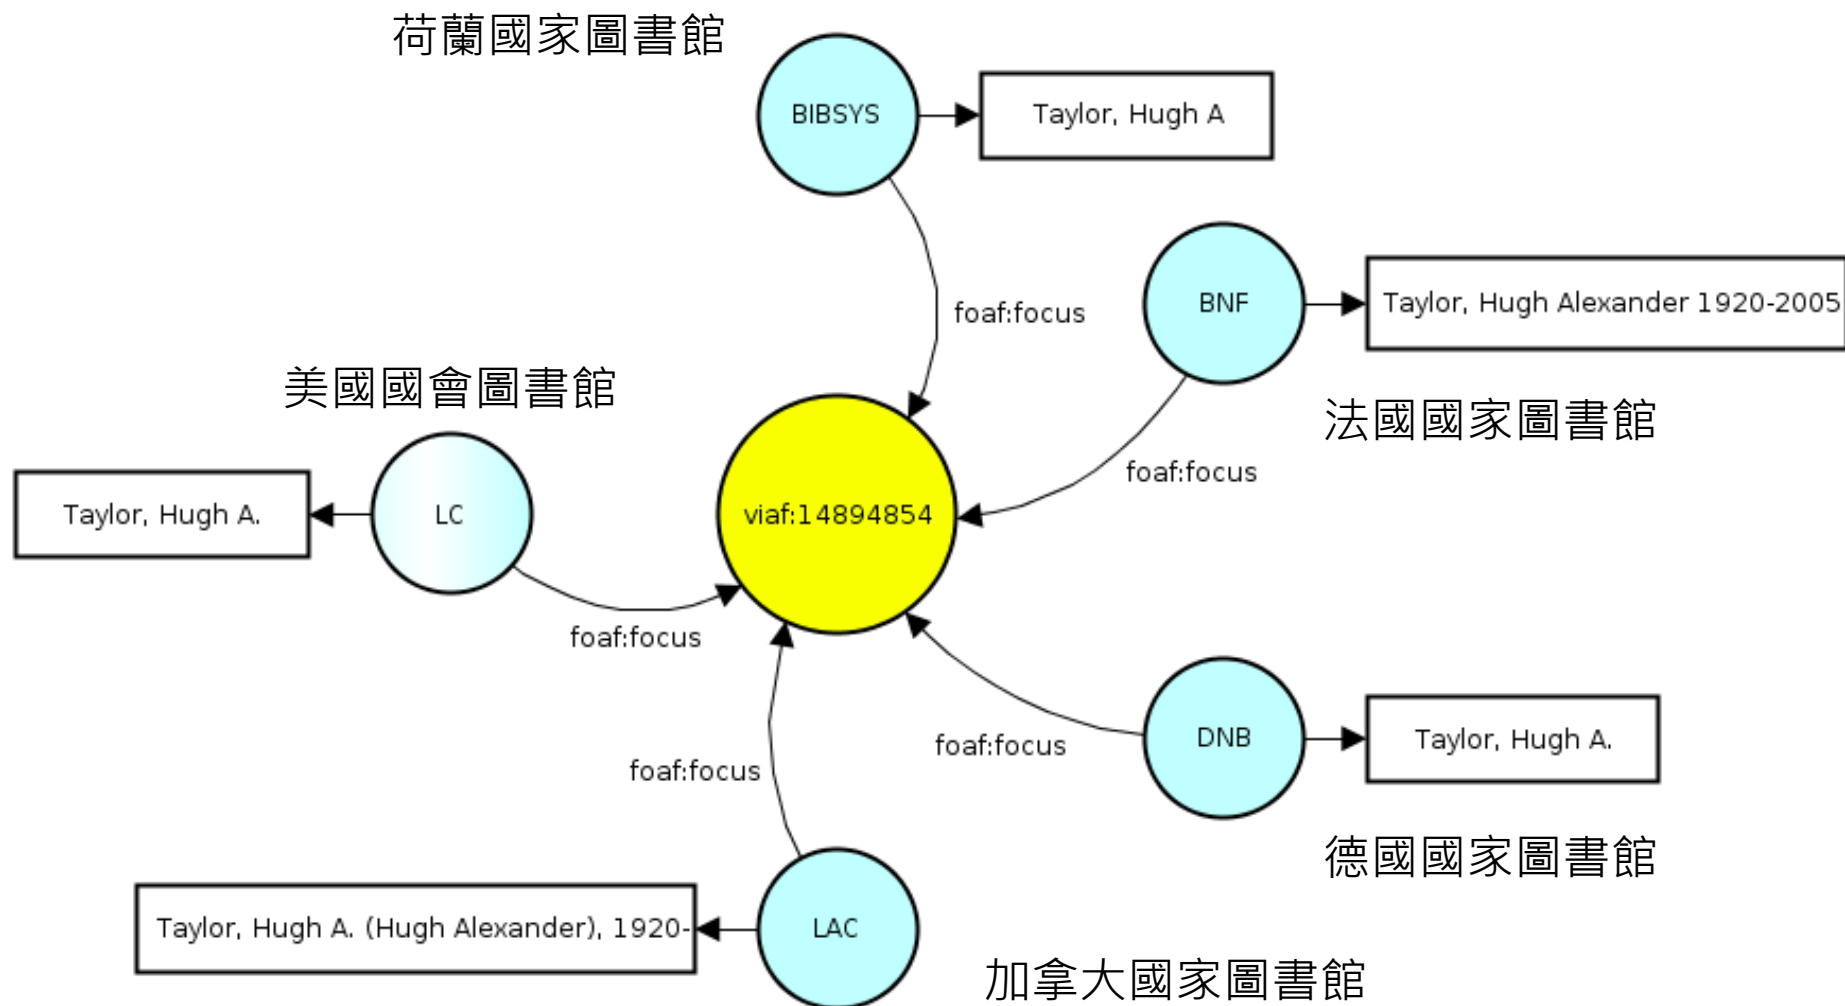 荷蘭國家圖書館
BIBSYS
Taylor, Hugh A
BNF
Taylor, Hugh Alexander 1920-2005
foaf:focus
美國國會圖書館
法國國家圖書館
foaf:focus
Taylor, Hugh A.
LC
viaf:14894854
foaf:focus
DNB
Taylor, Hugh A.
foaf:focus
foaf:focus
德國國家圖書館
Taylor, Hugh A. (Hugh Alexander), 1920-
LAC
加拿大國家圖書館